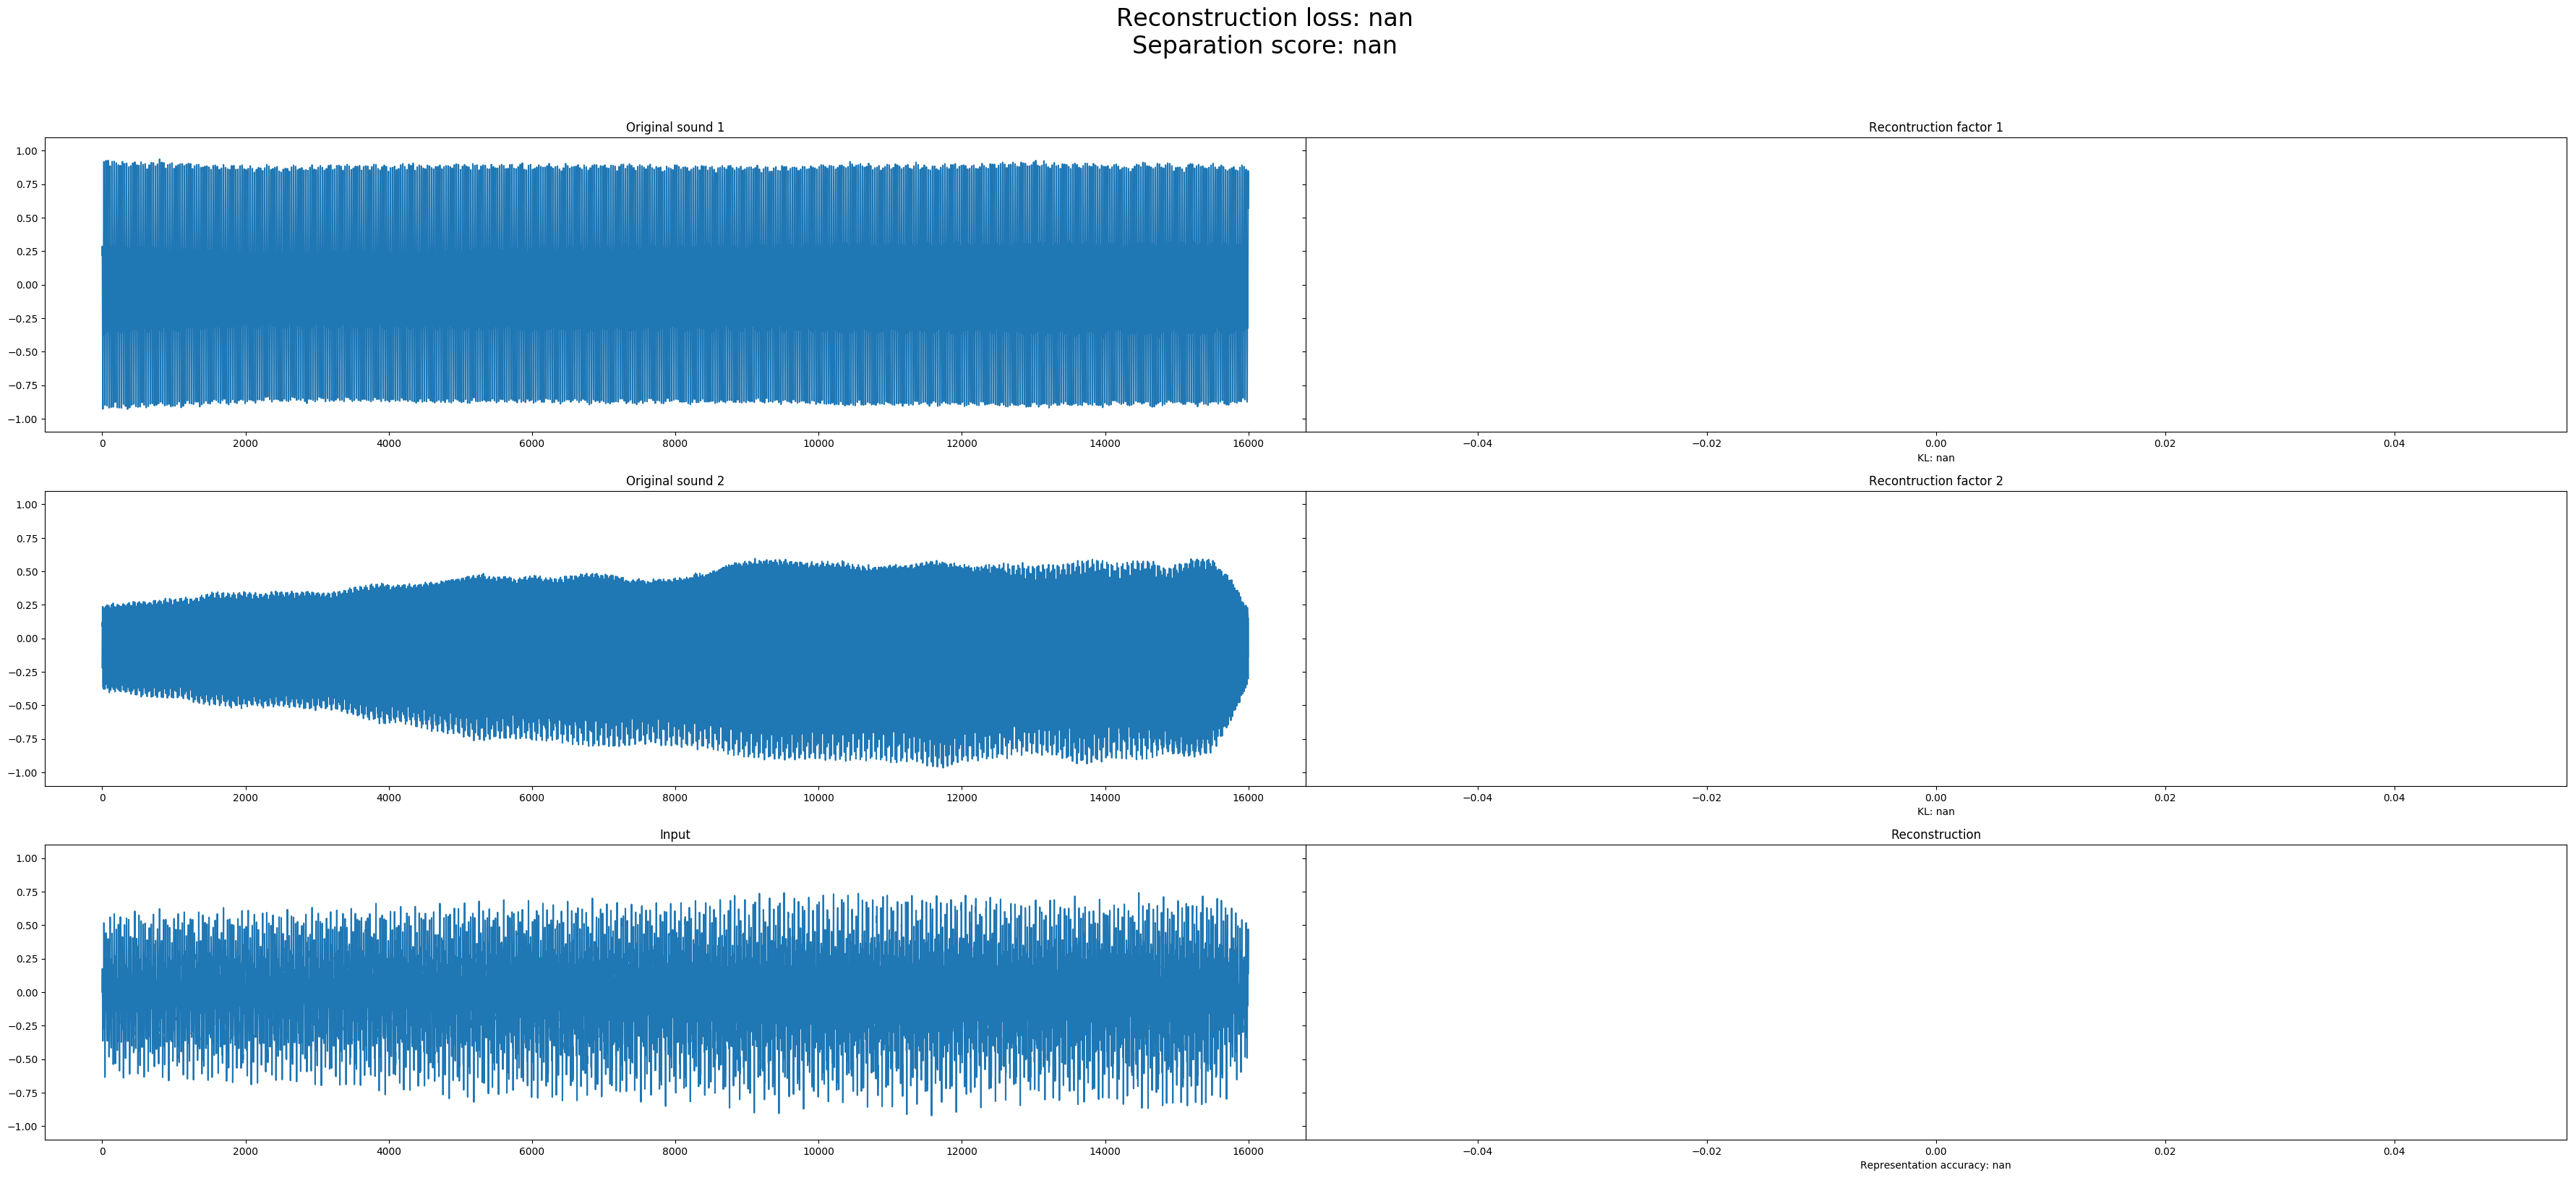 Reconstruction loss: nan
Separation score: nan
Original sound 1
Recontruction factor 1
1.00
0.75
0.50
0.25
0.00
−0.25
−0.50
−0.75
−1.00
0 2000 4000 6000 8000 10000 12000 14000 16000
−0.04 −0.02 0.00 0.02 0.04
KL: nan
Original sound 2
Recontruction factor 2
1.00
0.75
0.50
0.25
0.00
−0.25
−0.50
−0.75
−1.00
0 2000 4000 6000 8000 10000 12000 14000 16000
−0.04 −0.02 0.00 0.02 0.04
KL: nan
Input
Reconstruction
1.00
0.75
0.50
0.25
0.00
−0.25
−0.50
−0.75
−1.00
0 2000 4000 6000 8000 10000 12000 14000 16000
−0.04 −0.02 0.00 0.02 0.04
Representation accuracy: nan